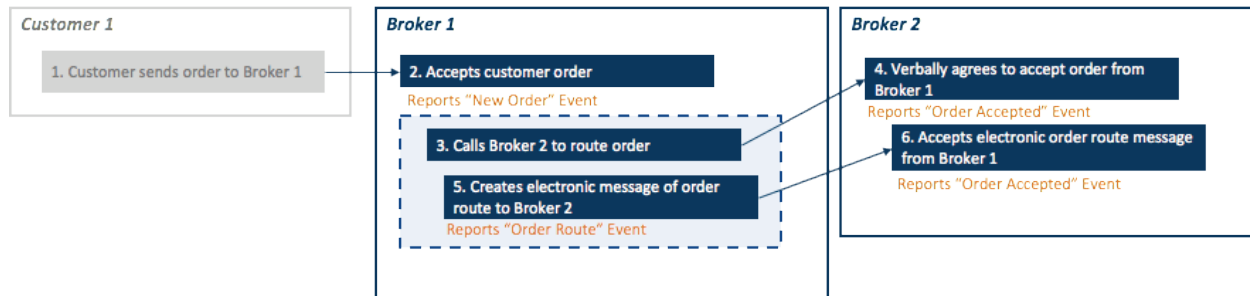 Customer 1
1. Customer sends order to Broker 1
Broker 1
2. Accepts customer order
Reports "New Order" Event
3. Calls Broker 2 to route order
5. Creates electronic message of order
route to Broker 2
Reports "Order Route" Event
Broker 2
4. Verbally agrees to accept order from
Broker 1
Reports "Order Accepted" Event
6. Accepts electronic order route message
from Broker 1
Reports "Order Accepted" Event